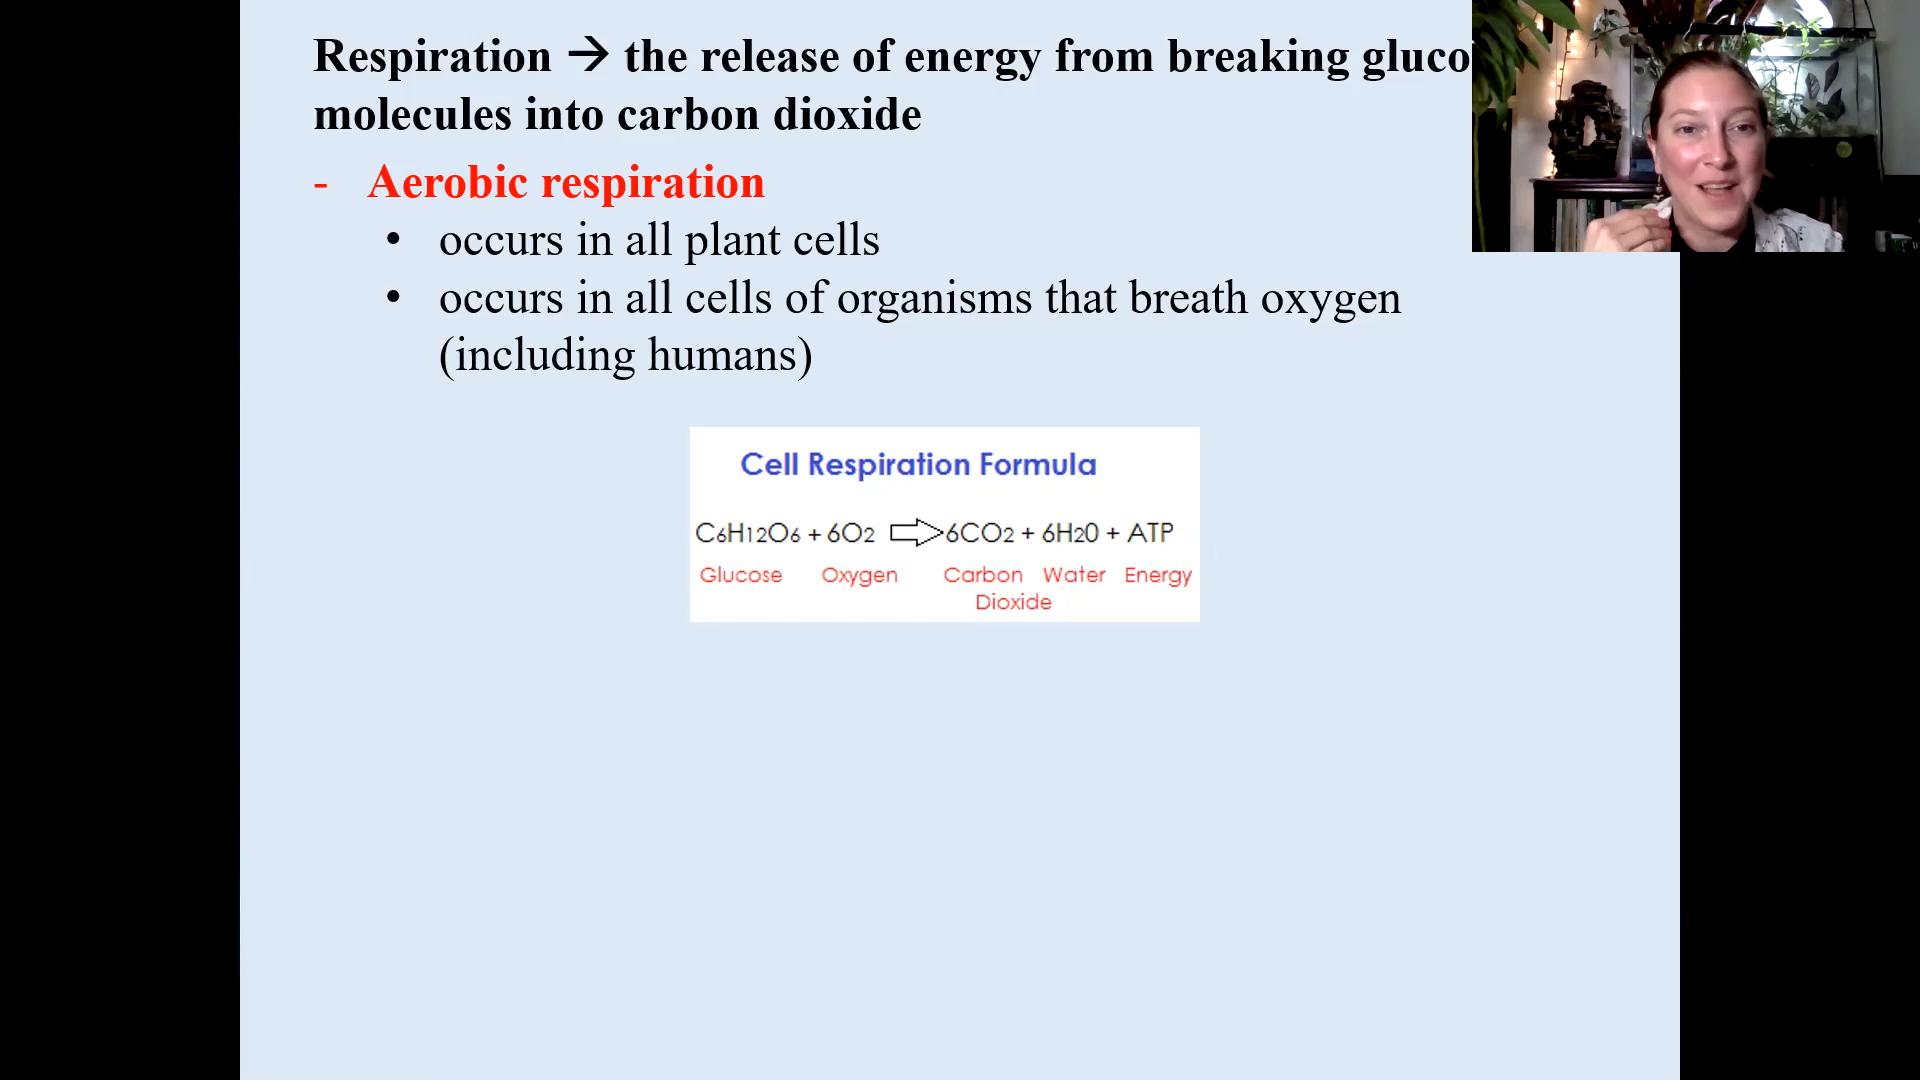 Respiration → the release of energy from breaking gluco
molecules into carbon dioxide
- Aerobic respiration
• occurs in all plant cells
• occurs in all cells of organisms that breath oxygen
(including humans)
Cell Respiration Formula
C6H12O6 + 6O2 ⇨ 6CO2 + 6H20 + ATP
Glucose Oxygen Carbon Water Energy
Dioxide